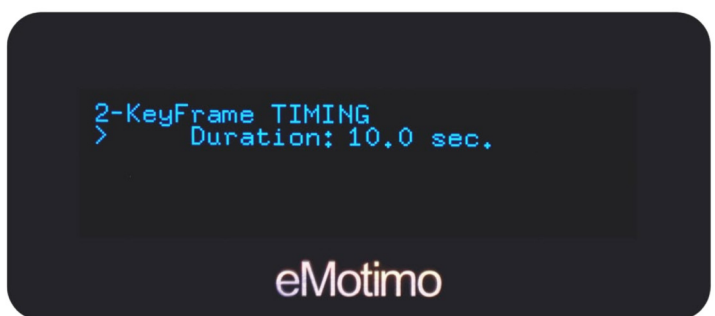 2-KeyFrame TIMING
>     Duration: 10.0 sec.
eMotimo